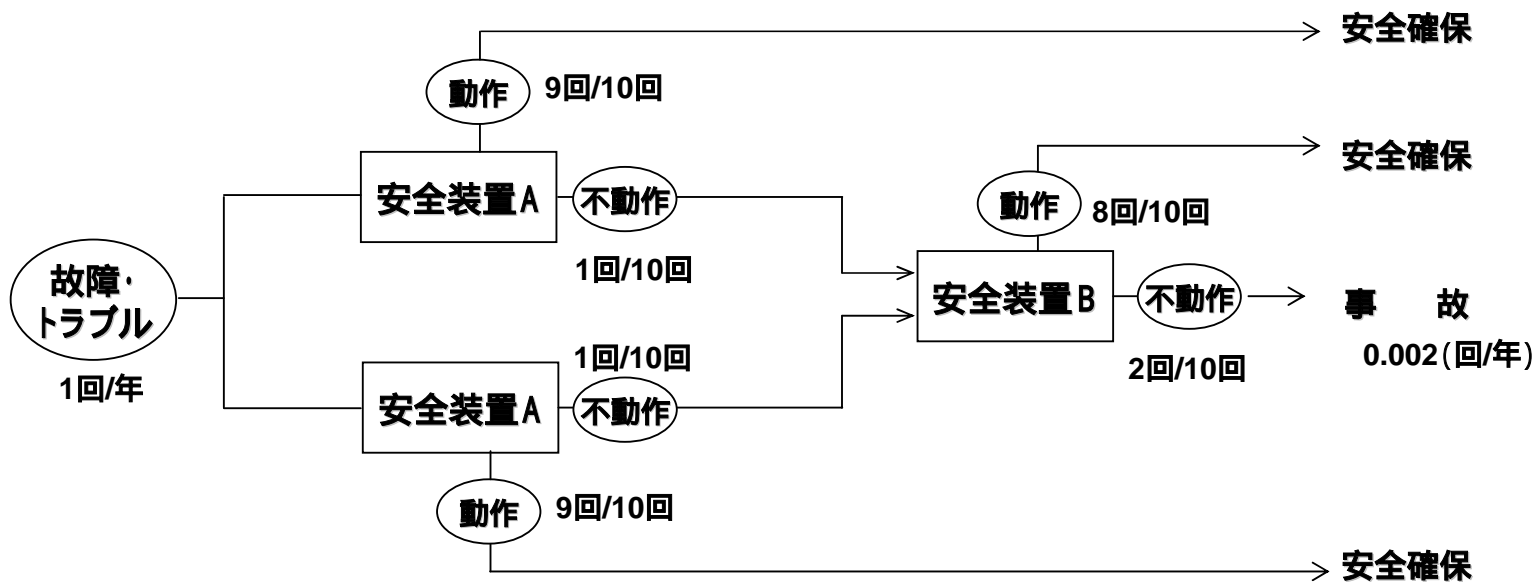 安全確保
動作 9回/10回
安全確保
安全装置A 不動作
動作 8回/10回
1回/10回
故障・
トラブル
1回/年
安全装置B 不動作
事 故
0.002(回/年)
2回/10回
1回/10回
安全装置A 不動作
動作 9回/10回
安全確保